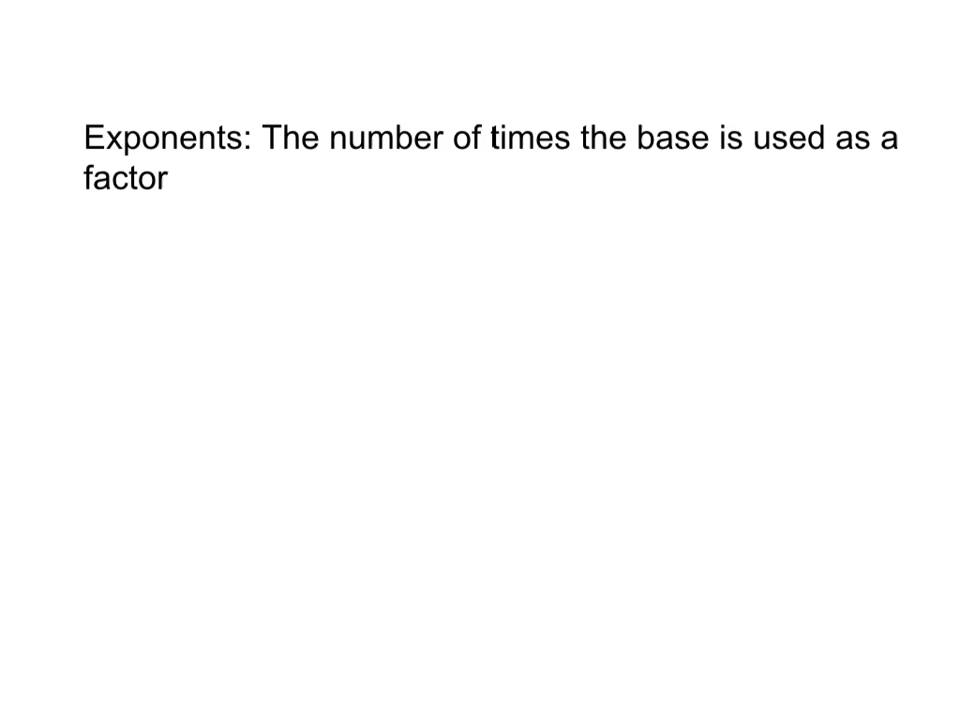 Exponents: The number of times the base is used as a
factor